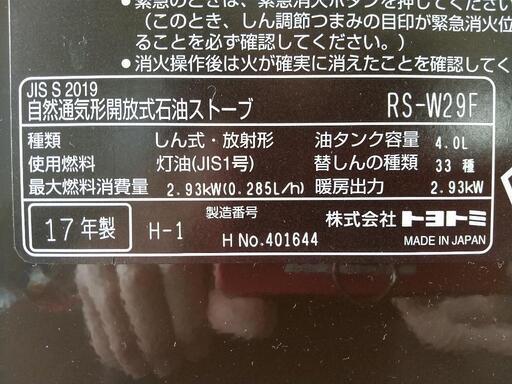 ●緊急のときは、緊急消火ボタンを押してください
（このとき、しん調節つまみの目印が緊急消火位
ることを必ず確認してください。
●消火操作後は火が確実に消えたことを確認してく
JIS S 2019
自然通気形開放式石油ストーブ RS-W29F
種類 しん式・放射形 油タンク容量 4.0L
使用燃料 灯油(JIS1号) 替しんの種類 33 種
最大燃料消費量 2.93kW(0.285L/h) 暖房出力 2.93kW
17年製 H-1 製造番号 H No.401644 株式会社トヨトミ
MADE IN JAPAN